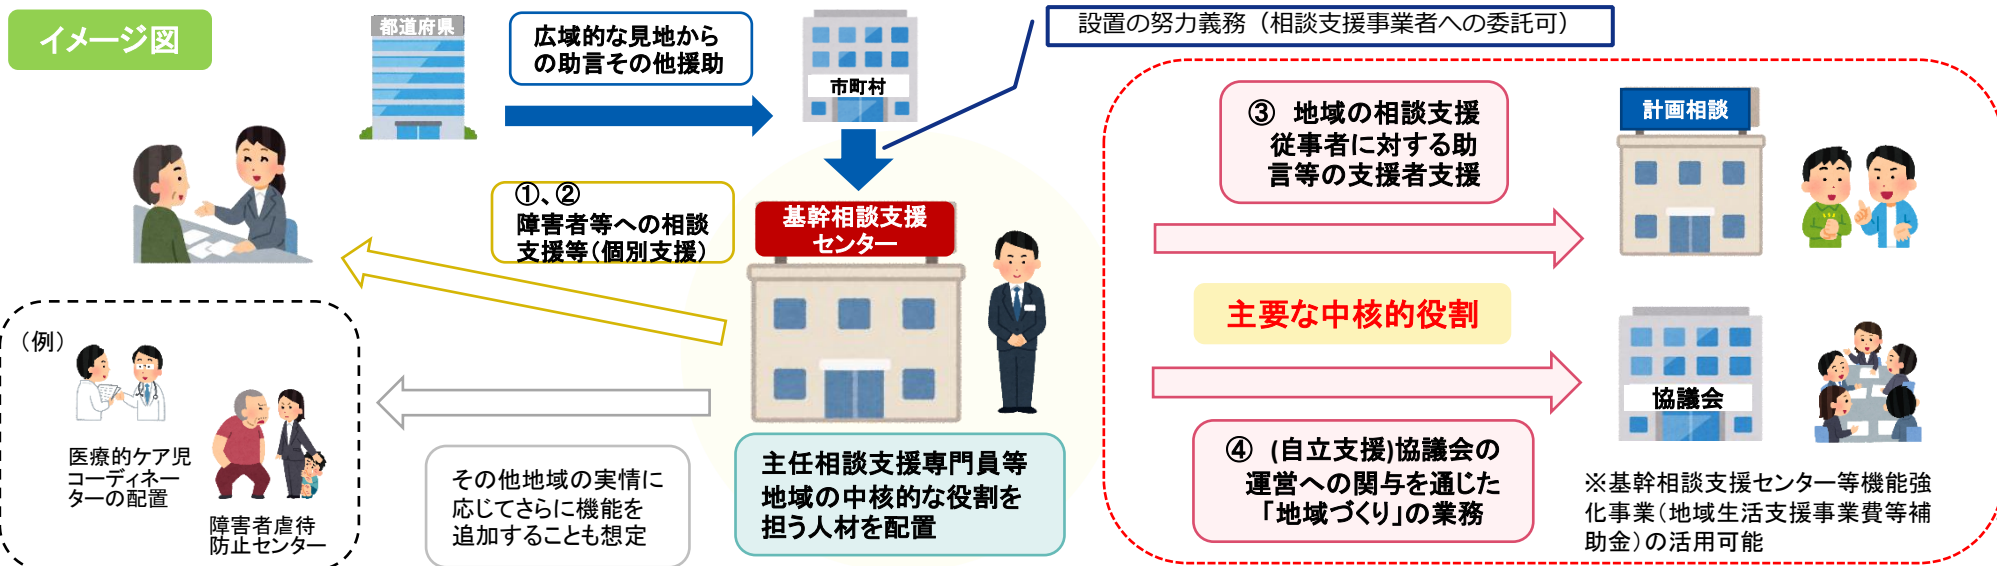 イメージ図
都道府県
広域的な見地から
の助言その他援助
市町村
設置の努力義務（相談支援事業者への委託可）
①、②
障害者等への相談
支援等（個別支援）
基幹相談支援
センター
③ 地域の相談支援
従事者に対する助
言等の支援者支援
計画相談
主要な中核的役割
協議会
④ (自立支援)協議会の
運営への関与を通じた
「地域づくり」の業務
※基幹相談支援センター等機能強
化事業（地域生活支援事業費等補
助金）の活用可能
主任相談支援専門員等
地域の中核的な役割を
担う人材を配置
その他地域の実情に
応じてさらに機能を
追加することも想定
（例）
医療的ケア児
コーディネー
ターの配置
障害者虐待
防止センター